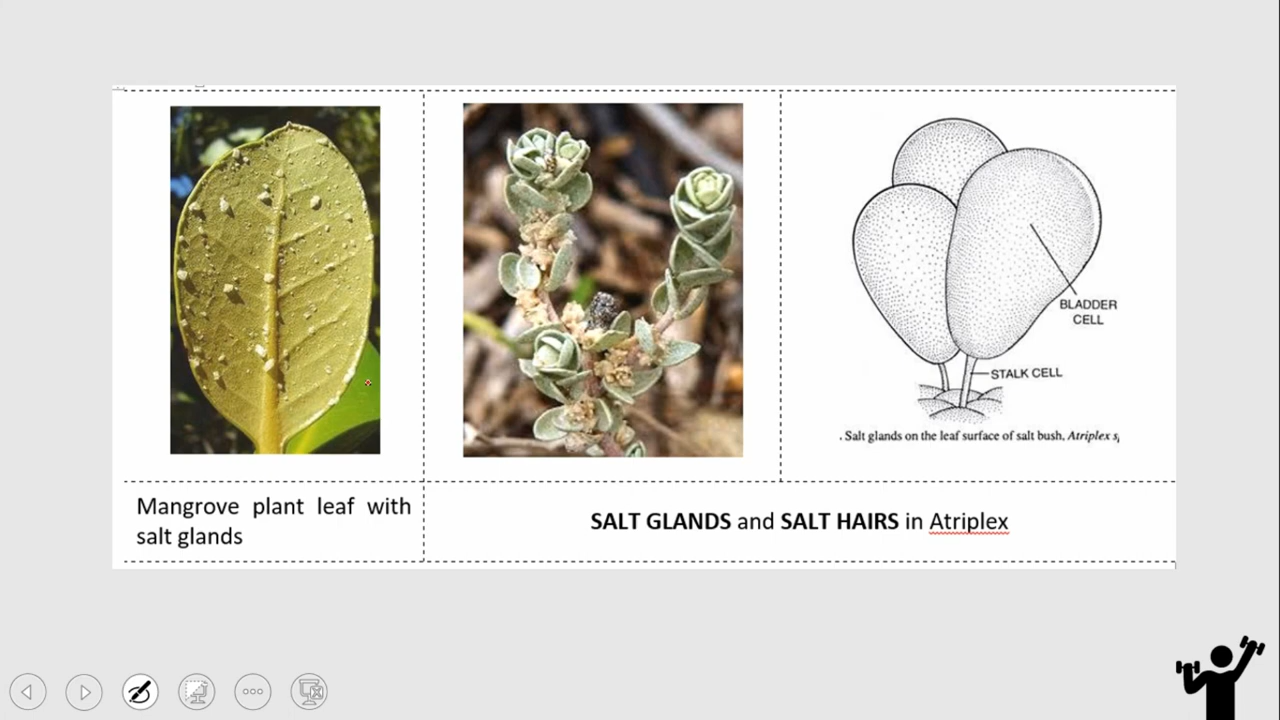 BLADDER
CELL
STALK CELL
. Salt glands on the leaf surface of salt bush, Atriplex s
Mangrove plant leaf with
salt glands
SALT GLANDS and SALT HAIRS in Atriplex